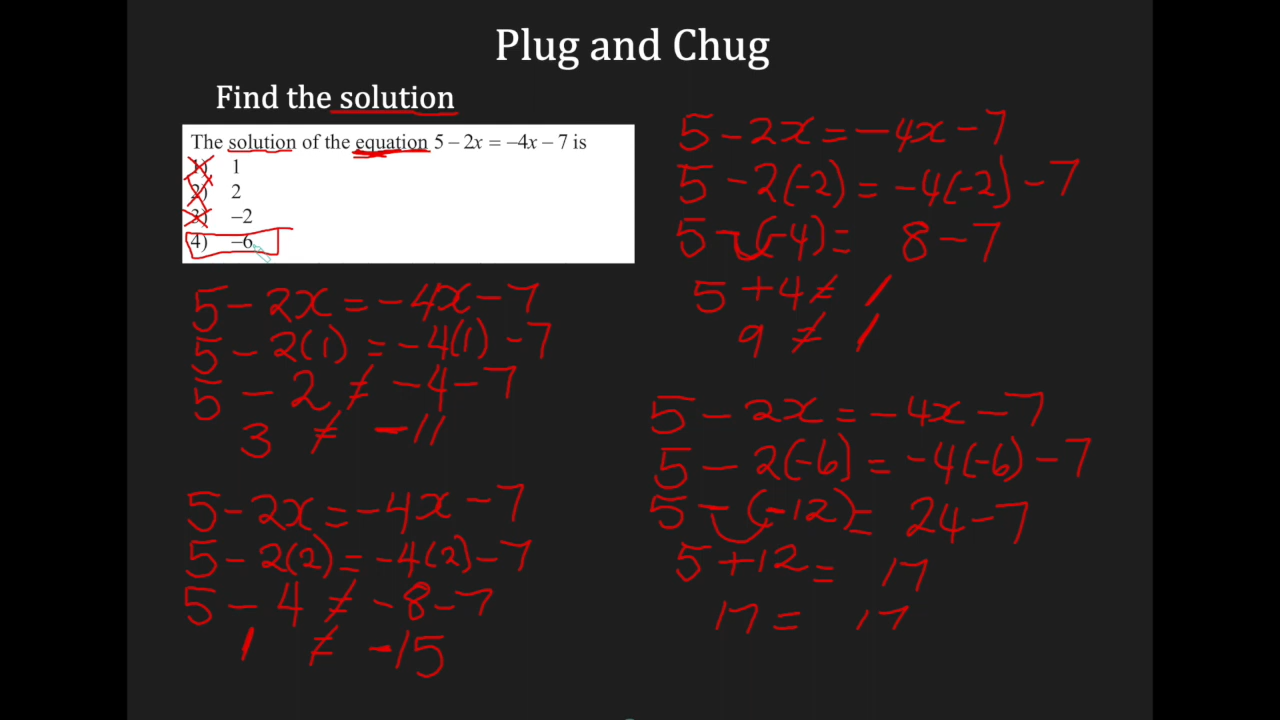 Plug and Chug
Find the solution
The solution of the equation 5 – 2x = –4x – 7 is
1) 1
2) 2
3) –2
4) –6
5 - 2x = -4x - 7
5 - 2(1) = -4(1) - 7
5 - 2 ≠ -4 - 7
3 ≠ -11
5 - 2x = -4x - 7
5 - 2(2) = -4(2) - 7
5 - 4 ≠ -8 - 7
1 ≠ -15
5 - 2x = -4x - 7
5 - 2(-2) = -4(-2) - 7
5 - (-4) = 8 - 7
5 + 4 ≠ 1
9 ≠ 1
5 - 2x = -4x - 7
5 - 2(-6) = -4(-6) - 7
5 - (-12) = 24 - 7
5 + 12 = 17
17 = 17